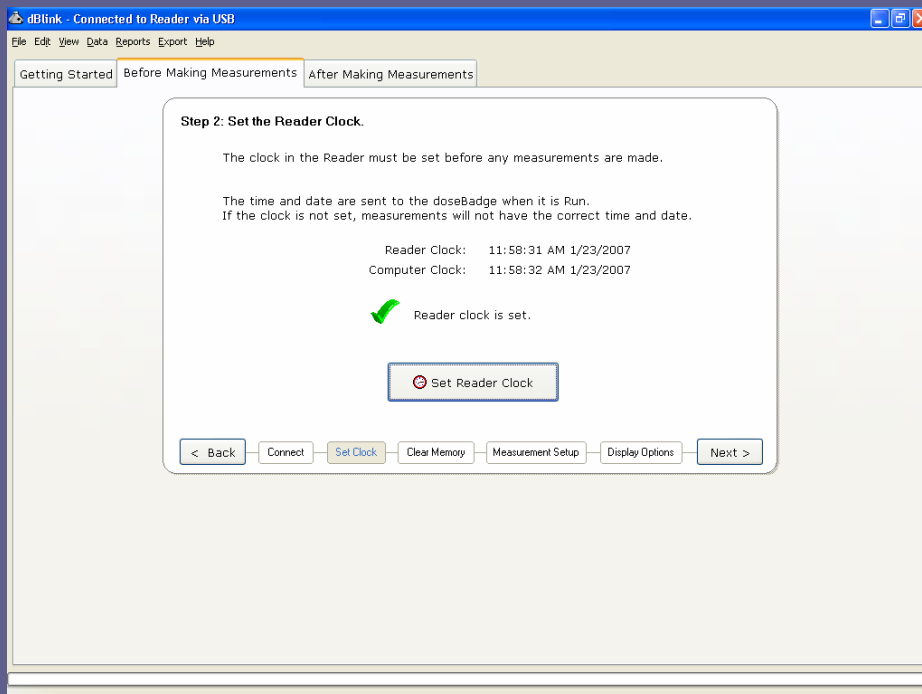 dBlink - Connected to Reader via USB
File Edit View Data Reports Export Help
Getting Started Before Making Measurements After Making Measurements
Step 2: Set the Reader Clock.
The clock in the Reader must be set before any measurements are made.
The time and date are sent to the doseBadge when it is Run.
If the clock is not set, measurements will not have the correct time and date.
Reader Clock: 11:58:31 AM 1/23/2007
Computer Clock: 11:58:32 AM 1/23/2007
Reader clock is set.
Set Reader Clock
< Back Connect Set Clock Clear Memory Measurement Setup Display Options Next >